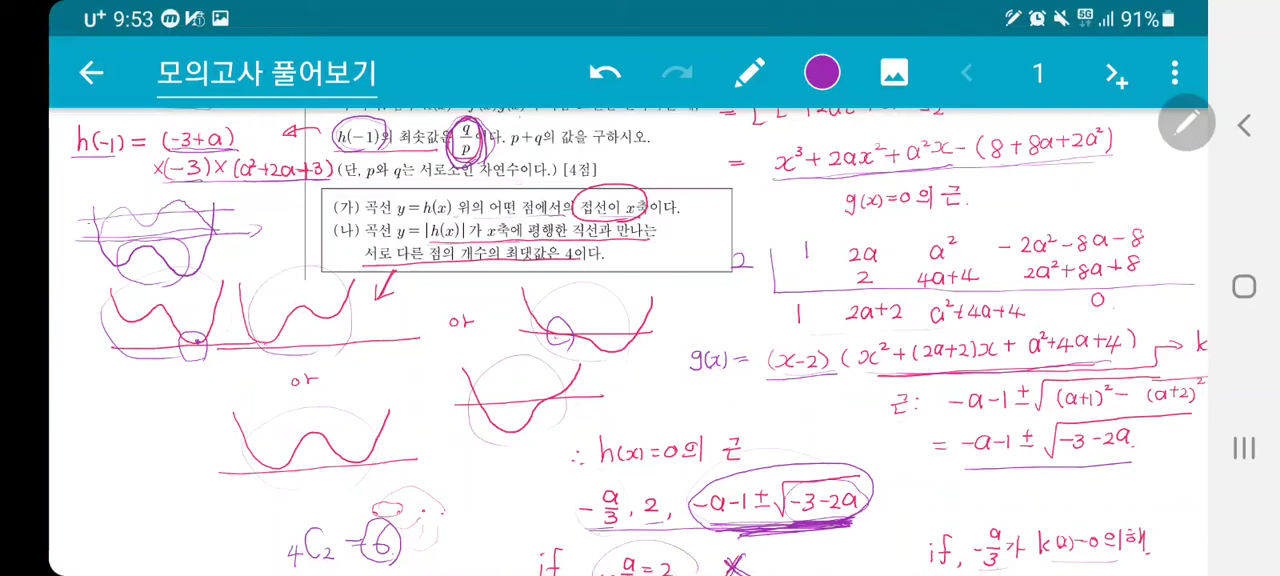 U+ 9:53
5G 91%
모의고사 풀어보기
1
h(-1)의 최솟값은 q/p이다. p+q의 값을 구하시오.
(단, p와 q는 서로소인 자연수이다.) [4점]
(가) 곡선 y=h(x) 위의 어떤 점에서의 접선이 x축이다.
(나) 곡선 y=|h(x)|가 x축에 평행한 직선과 만나는
서로 다른 점의 개수의 최댓값은 4이다.
h(-1) = (-3+a)
×(-3)×(a²+2a+3)
or
or
₄C₂ = 6
∴ h(x)=0의 근
-a/3, 2, -a-1±√(-3-2a)
if
a = 2
= x³+2ax²+a²x-(8+8a+2a²)
g(x)=0의 근.
2 | 1 2a a² -2a²-8a-8
2 4a+4 2a²+8a+8
1 2a+2 a²+4a+4 0
g(x)= (x-2)(x²+(2a+2)x+a²+4a+4) → k
근: -a-1±√((a+1)²-(a+2)²)
= -a-1±√(-3-2a)
if, -a/3가 k(x)=0의해